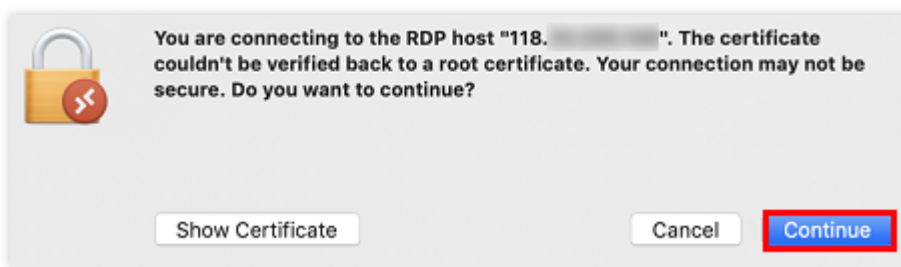 You are connecting to the RDP host "118. ". The certificate
couldn't be verified back to a root certificate. Your connection may not be
secure. Do you want to continue?
Show Certificate Cancel Continue